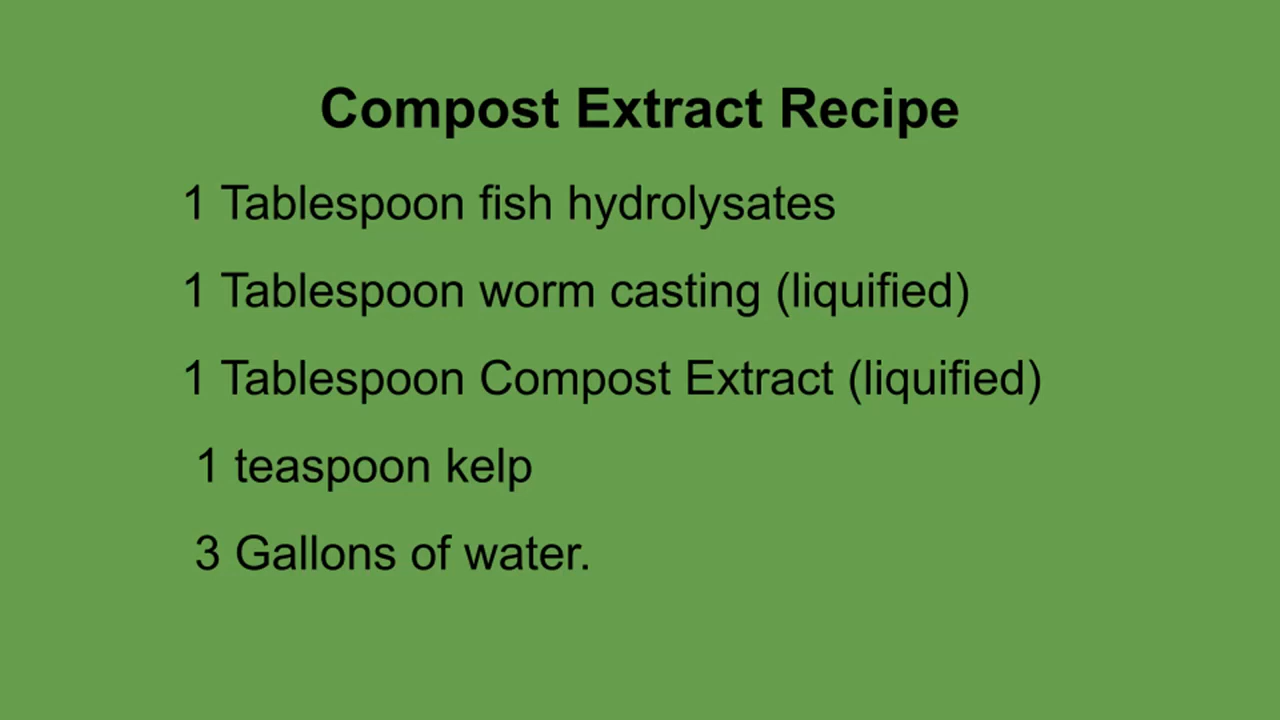 Compost Extract Recipe
1 Tablespoon fish hydrolysates
1 Tablespoon worm casting (liquified)
1 Tablespoon Compost Extract (liquified)
1 teaspoon kelp
3 Gallons of water.